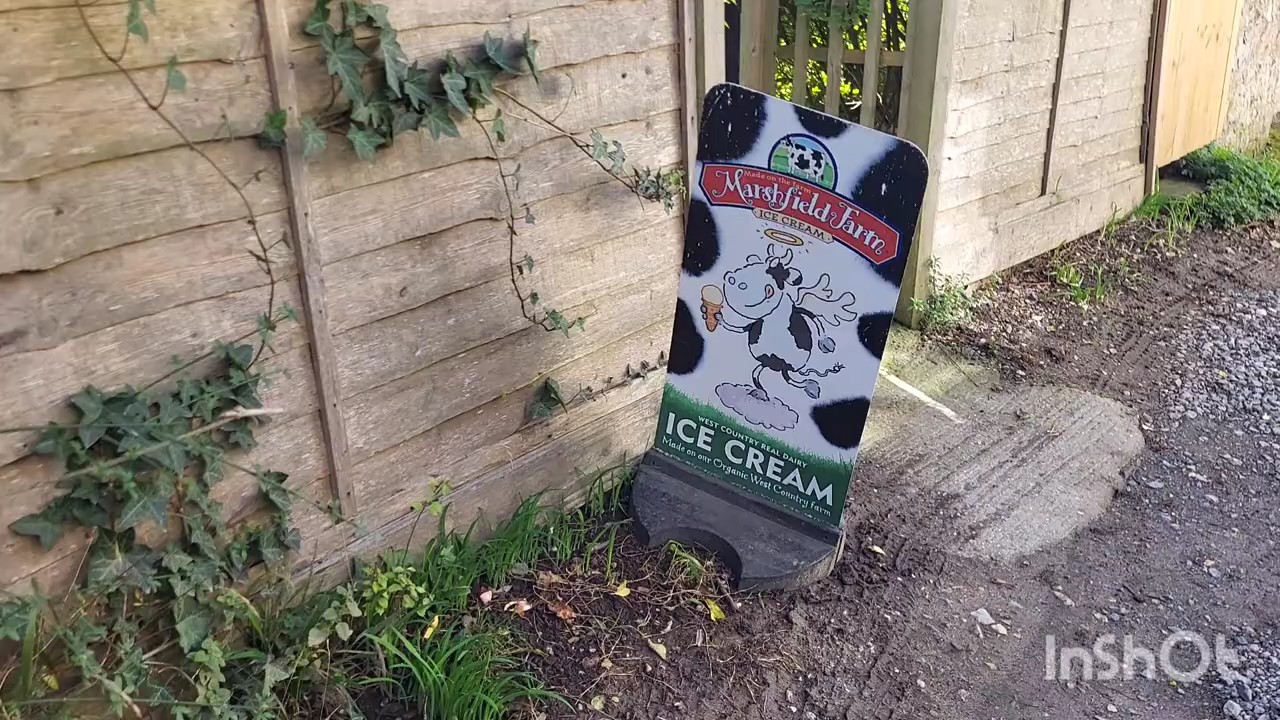 Made on the farm
Marshfield Farm
ICE CREAM
WEST COUNTRY REAL DAIRY
ICE CREAM
Made on our Organic West Country Farm
InShOt